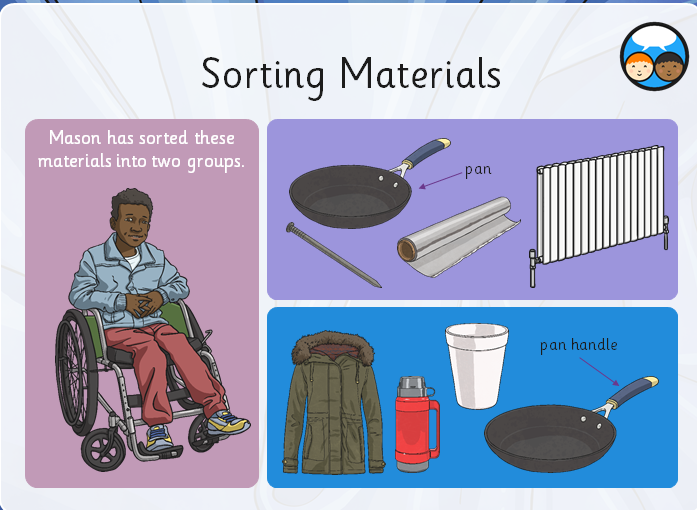 Sorting Materials
Mason has sorted these
materials into two groups.
pan
pan handle